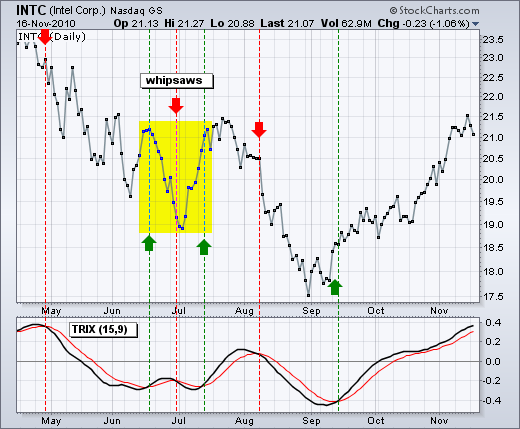 INTC (Intel Corp.) Nasdaq GS © StockCharts.com
16-Nov-2010 Op 21.13 Hi 21.27 Lo 20.88 Last 21.07 Vol 62.9M Chg -0.23 (-1.06%)
INTC (Daily)
whipsaws
23.5
23.0
22.5
22.0
21.5
21.0
20.5
20.0
19.5
19.0
18.5
18.0
17.5
May Jun Jul Aug Sep Oct Nov
TRIX (15,9)
0.4
0.2
0.0
-0.2
-0.4
May Jun Jul Aug Sep Oct Nov